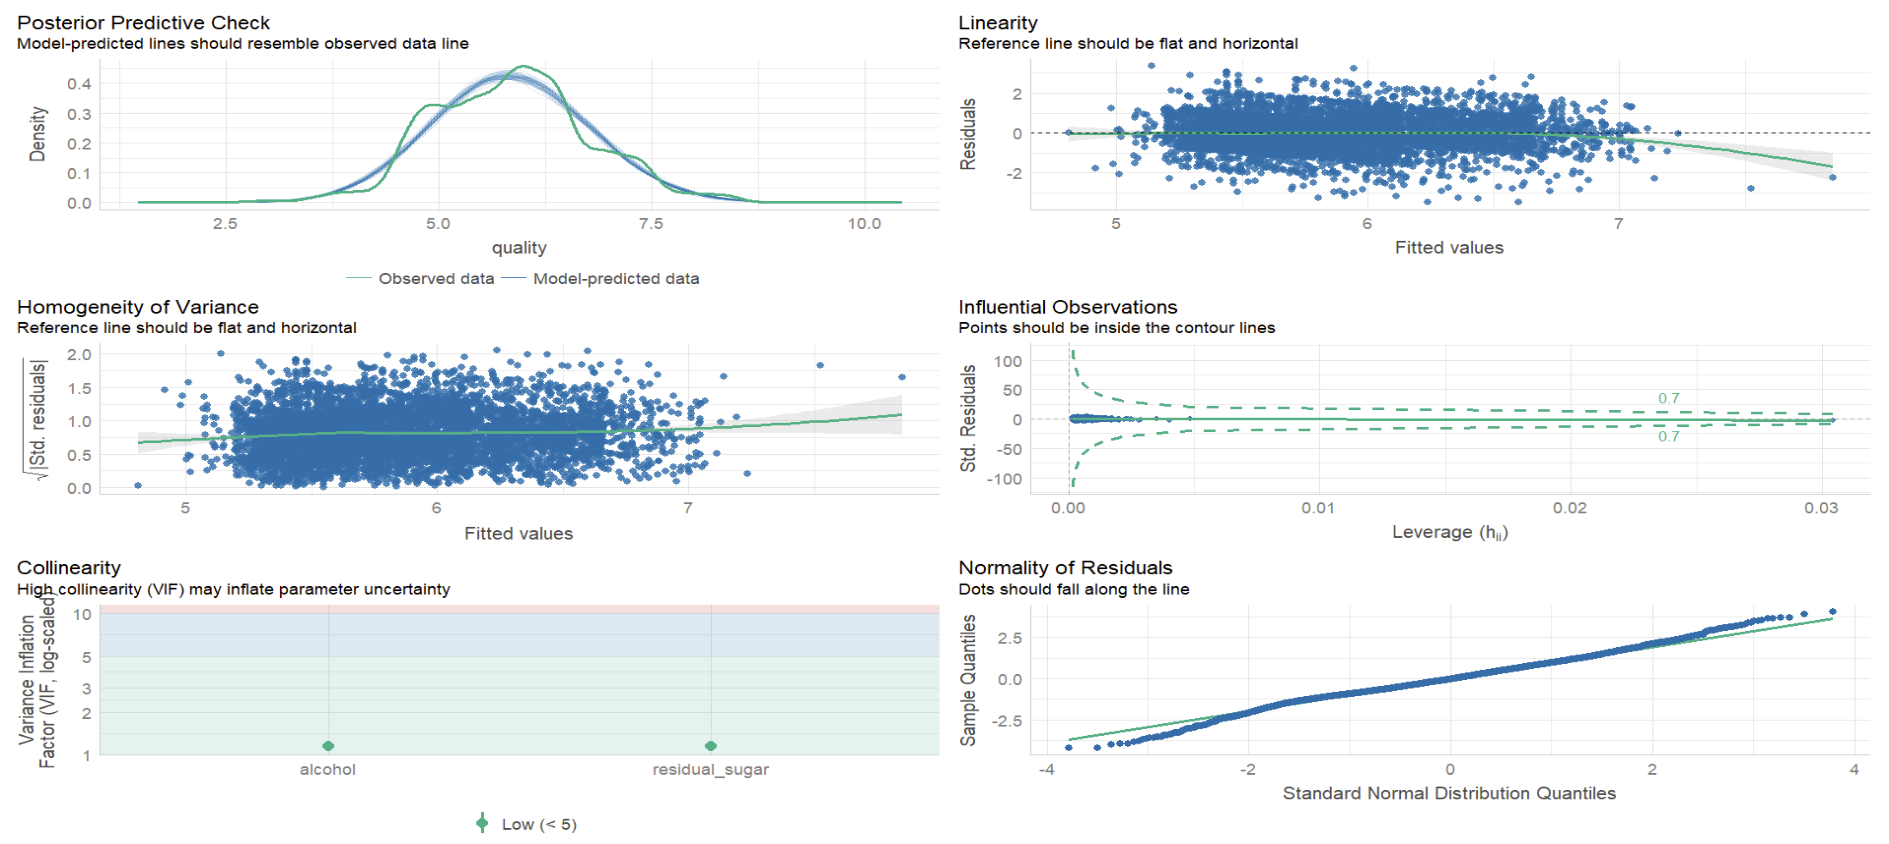 Posterior Predictive Check
Model-predicted lines should resemble observed data line
Density
0.4
0.3
0.2
0.1
0.0
2.5 5.0 7.5 10.0
quality
Observed data Model-predicted data
Linearity
Reference line should be flat and horizontal
Residuals
2
0
-2
5 6 7
Fitted values
Homogeneity of Variance
Reference line should be flat and horizontal
√|Std. residuals|
2.0
1.5
1.0
0.5
0.0
5 6 7
Fitted values
Influential Observations
Points should be inside the contour lines
Std. Residuals
100
50
0
-50
-100
0.7
0.7
0.00 0.01 0.02 0.03
Leverage (hii)
Collinearity
High collinearity (VIF) may inflate parameter uncertainty
Variance Inflation
Factor (VIF, log-scaled)
10
5
3
2
1
alcohol residual_sugar
Low (< 5)
Normality of Residuals
Dots should fall along the line
Sample Quantiles
2.5
0.0
-2.5
-4 -2 0 2 4
Standard Normal Distribution Quantiles